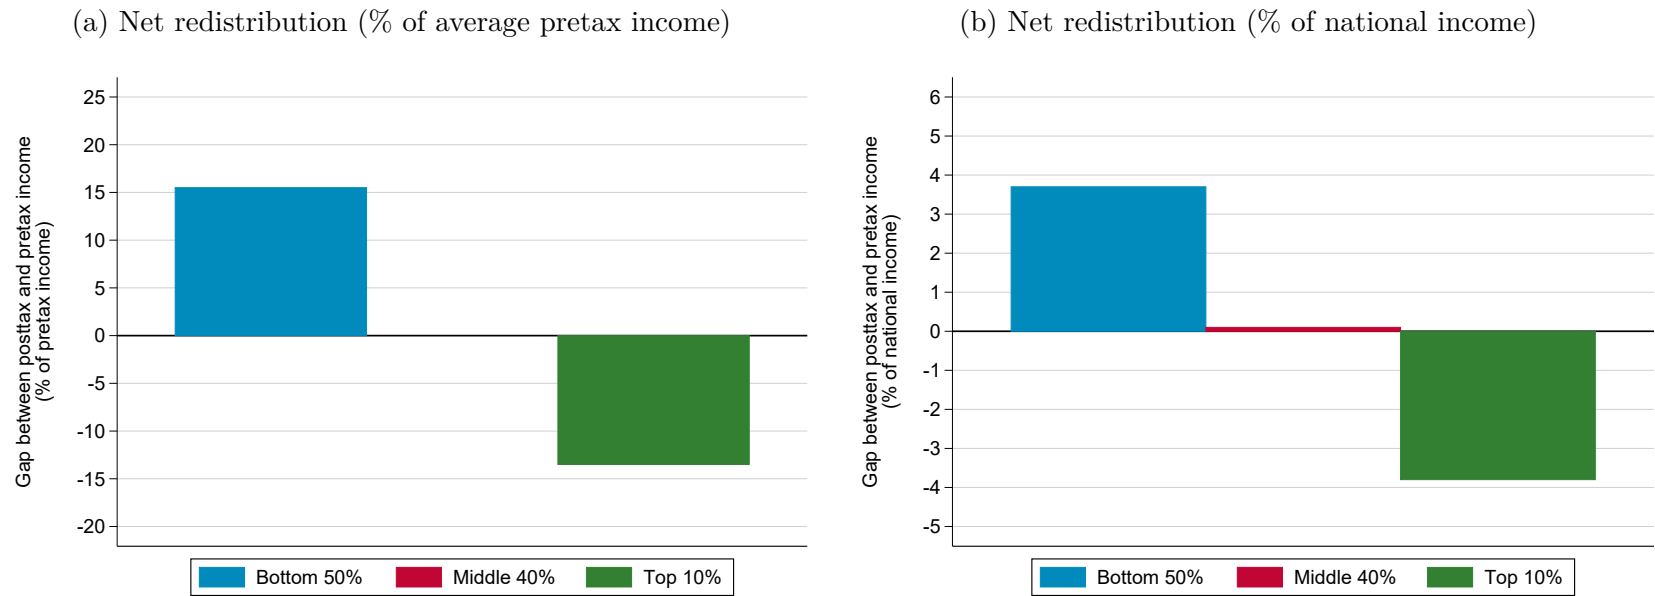 (a) Net redistribution (% of average pretax income)
Gap between posttax and pretax income
(% of pretax income)
25
20
15
10
5
0
-5
-10
-15
-20
Bottom 50%
Middle 40%
Top 10%
(b) Net redistribution (% of national income)
Gap between posttax and pretax income
(% of national income)
6
5
4
3
2
1
0
-1
-2
-3
-4
-5
Bottom 50%
Middle 40%
Top 10%